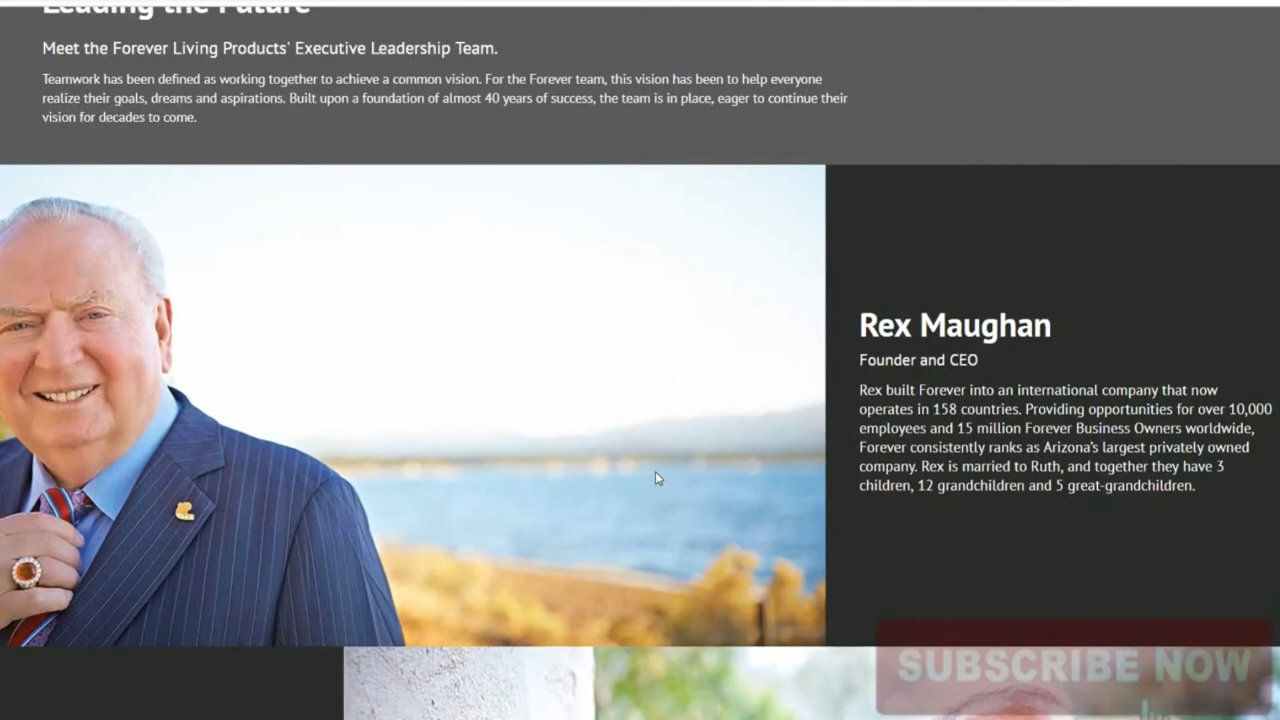 Leading the Future
Meet the Forever Living Products' Executive Leadership Team.
Teamwork has been defined as working together to achieve a common vision. For the Forever team, this vision has been to help everyone
realize their goals, dreams and aspirations. Built upon a foundation of almost 40 years of success, the team is in place, eager to continue their
vision for decades to come.
Rex Maughan
Founder and CEO
Rex built Forever into an international company that now
operates in 158 countries. Providing opportunities for over 10,000
employees and 15 million Forever Business Owners worldwide,
Forever consistently ranks as Arizona's largest privately owned
company. Rex is married to Ruth, and together they have 3
children, 12 grandchildren and 5 great-grandchildren.
SUBSCRIBE NOW